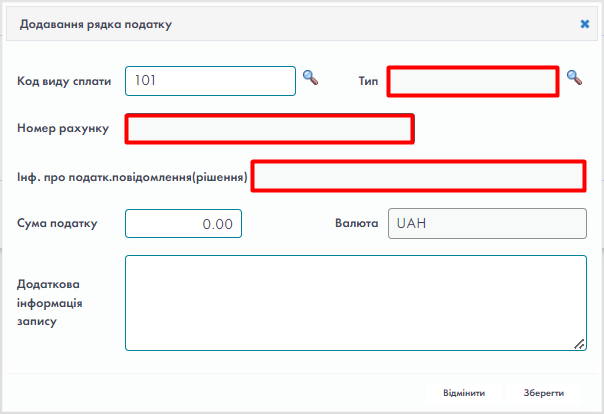 Додавання рядка податку
Код виду сплати 101 Тип
Номер рахунку
Інф. про податк.повідомлення(рішення)
Сума податку 0.00 Валюта UAH
Додаткова
інформація
запису
Відмінити Зберегти